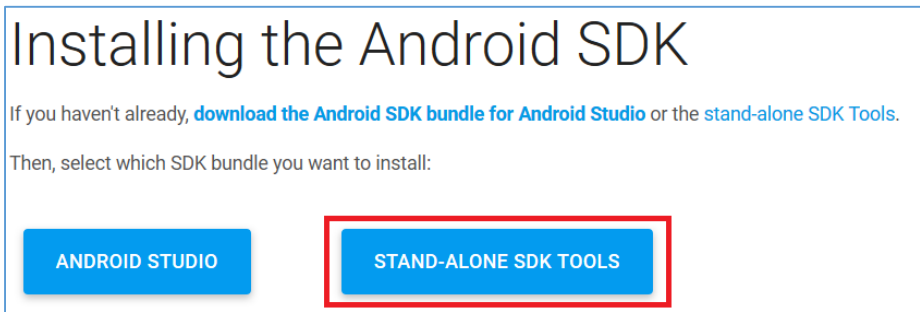 Installing the Android SDK
If you haven't already, download the Android SDK bundle for Android Studio or the stand-alone SDK Tools.
Then, select which SDK bundle you want to install:
ANDROID STUDIO
STAND-ALONE SDK TOOLS